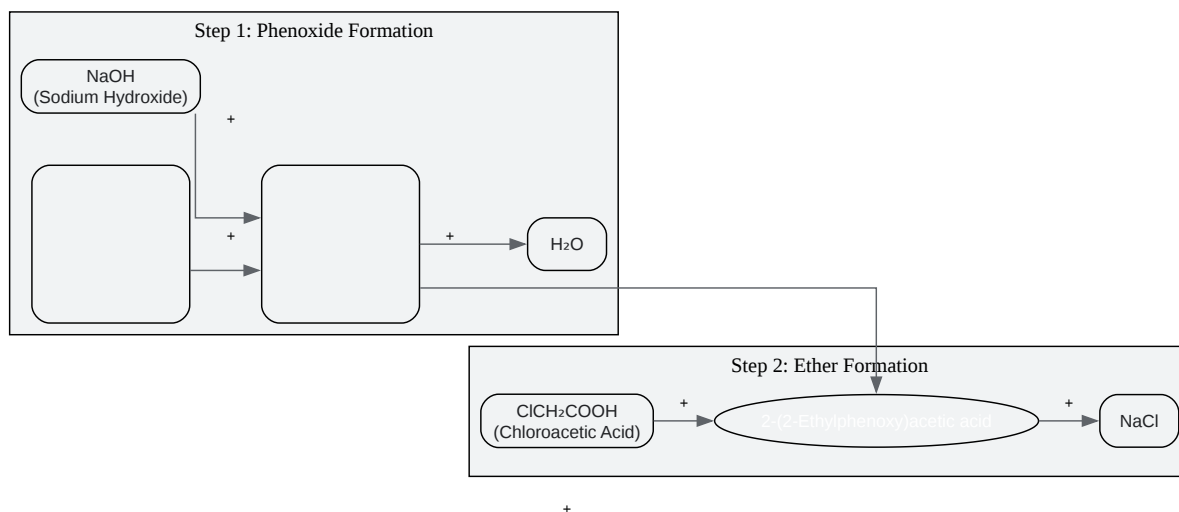 Step 1: Phenoxide Formation
NaOH
(Sodium Hydroxide)
+
+
+
H₂O
Step 2: Ether Formation
ClCH₂COOH
(Chloroacetic Acid)
+
2-(2-Ethylphenoxy)acetic acid
+
NaCl
+